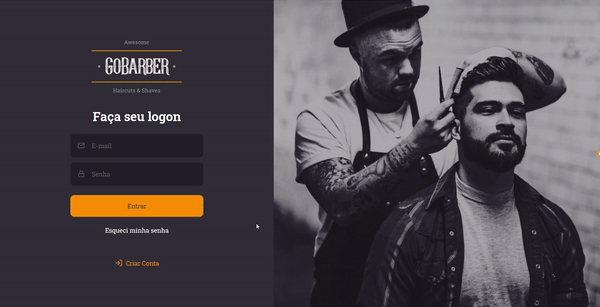 Awesome
GOBARBER
Haircuts & Shaves
Faça seu logon
E-mail
Senha
Entrar
Esqueci minha senha
Criar Conta